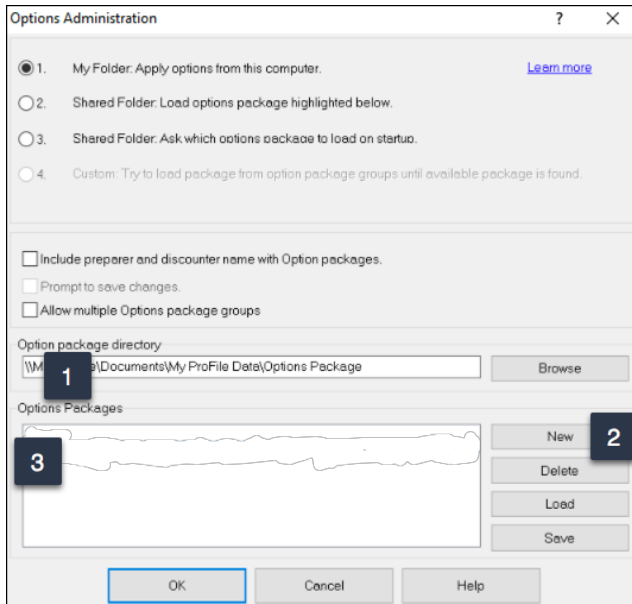 Options Administration ? X
1. My Folder: Apply options from this computer. Learn more
2. Shared Folder: Load options package highlighted below.
3. Shared Folder: Ask which options package to load on startup.
4. Custom: Try to load package from option package groups until available package is found.
Include preparer and discounter name with Option packages.
Prompt to save changes.
Allow multiple Options package groups
Option package directory
\\M 1 e\Documents\My ProFile Data\Options Package Browse
Options Packages
New 2
3
Delete
Load
Save
OK Cancel Help